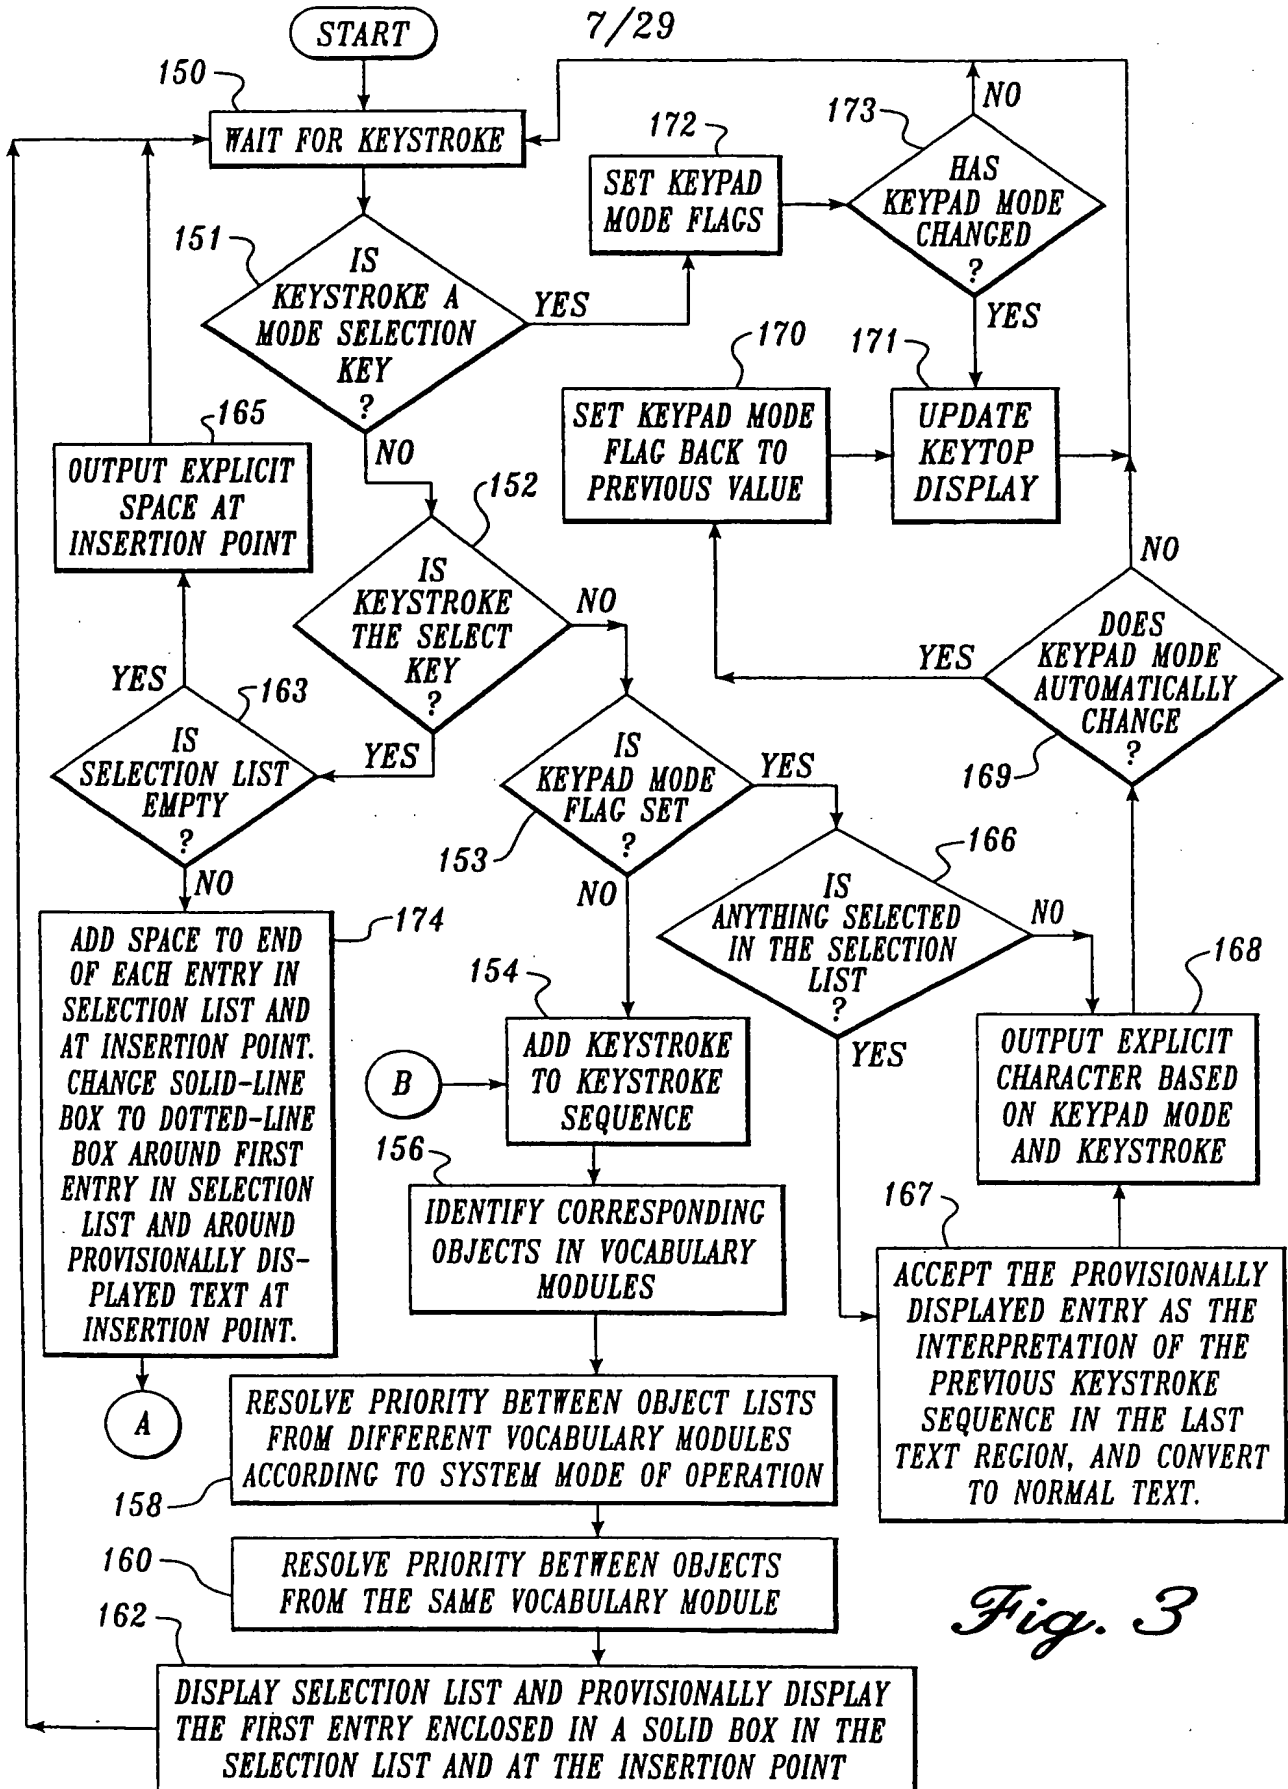 START
7/29
150
WAIT FOR KEYSTROKE
NO
173
172
HAS
KEYPAD MODE
CHANGED
?
SET KEYPAD
MODE FLAGS
151
IS
KEYSTROKE A
MODE SELECTION
KEY
?
YES
YES
170
171
165
SET KEYPAD MODE
FLAG BACK TO
PREVIOUS VALUE
UPDATE
KEYTOP
DISPLAY
OUTPUT EXPLICIT
SPACE AT
INSERTION POINT
NO
152
IS
KEYSTROKE
THE SELECT
KEY
?
NO
NO
DOES
KEYPAD MODE
AUTOMATICALLY
CHANGE
?
YES
169
YES
163
IS
SELECTION LIST
EMPTY
?
YES
IS
KEYPAD MODE
FLAG SET
?
YES
153
166
NO
NO
IS
ANYTHING SELECTED
IN THE SELECTION
LIST
?
NO
174
ADD SPACE TO END
OF EACH ENTRY IN
SELECTION LIST AND
AT INSERTION POINT.
CHANGE SOLID-LINE
BOX TO DOTTED-LINE
BOX AROUND FIRST
ENTRY IN SELECTION
LIST AND AROUND
PROVISIONALLY DIS-
PLAYED TEXT AT
INSERTION POINT.
154
168
YES
B
ADD KEYSTROKE
TO KEYSTROKE
SEQUENCE
OUTPUT EXPLICIT
CHARACTER BASED
ON KEYPAD MODE
AND KEYSTROKE
156
167
IDENTIFY CORRESPONDING
OBJECTS IN VOCABULARY
MODULES
ACCEPT THE PROVISIONALLY
DISPLAYED ENTRY AS THE
INTERPRETATION OF THE
PREVIOUS KEYSTROKE
SEQUENCE IN THE LAST
TEXT REGION, AND CONVERT
TO NORMAL TEXT.
A
RESOLVE PRIORITY BETWEEN OBJECT LISTS
FROM DIFFERENT VOCABULARY MODULES
ACCORDING TO SYSTEM MODE OF OPERATION
158
160
RESOLVE PRIORITY BETWEEN OBJECTS
FROM THE SAME VOCABULARY MODULE
162
Fig. 3
DISPLAY SELECTION LIST AND PROVISIONALLY DISPLAY
THE FIRST ENTRY ENCLOSED IN A SOLID BOX IN THE
SELECTION LIST AND AT THE INSERTION POINT